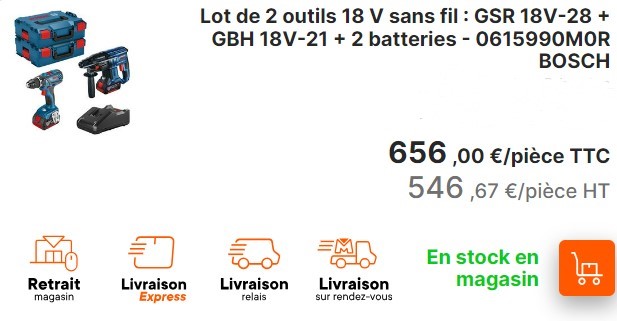 Lot de 2 outils 18 V sans fil : GSR 18V-28 +
GBH 18V-21 + 2 batteries - 0615990M0R
BOSCH
656 ,00 €/pièce TTC
546 ,67 €/pièce HT
Retrait
magasin
Livraison
Express
Livraison
relais
Livraison
sur rendez-vous
En stock en
magasin